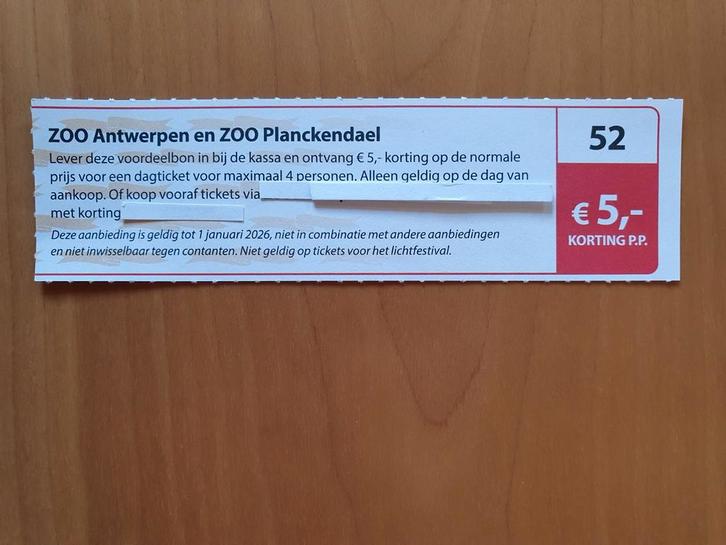 ZOO Antwerpen en ZOO Planckendael
Lever deze voordeelbon in bij de kassa en ontvang € 5,- korting op de normale
prijs voor een dagticket voor maximaal 4 personen. Alleen geldig op de dag van
aankoop. Of koop vooraf tickets via
met korting
Deze aanbieding is geldig tot 1 januari 2026, niet in combinatie met andere aanbiedingen
en niet inwisselbaar tegen contanten. Niet geldig op tickets voor het lichtfestival.
52
€ 5,-
KORTING P.P.